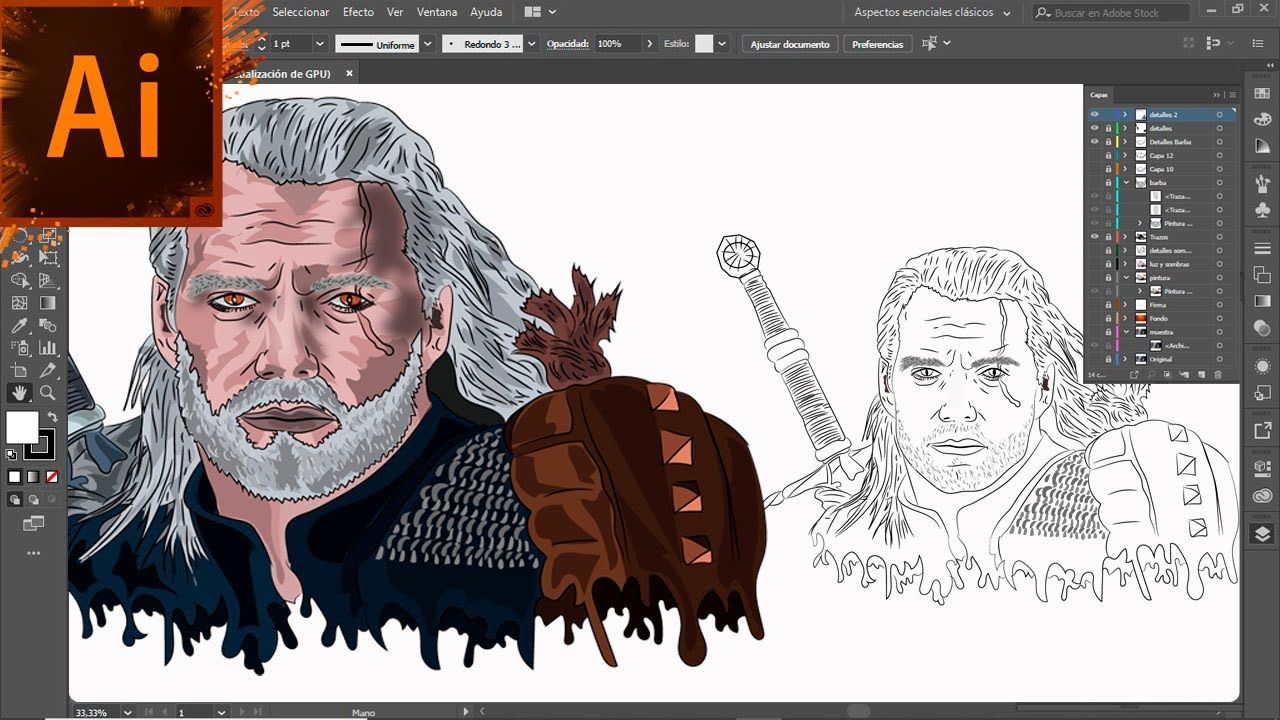 Ai
Texto Seleccionar Efecto Ver Ventana Ayuda
Aspectos esenciales clásicos
Buscar en Adobe Stock
1 pt
Uniforme
Redondo 3 ...
Opacidad: 100%
Estilo:
Ajustar documento
Preferencias
ualización de GPU) ×
Capas
detalles 2
detalles
Detalles Barba
Capa 12
Capa 10
barba
<Traza...
<Traza...
Pintura ...
Trazos
detalles som...
luz y sombras
pintura
Pintura ...
Firma
Fondo
muestra
<Archi...
Original
14 c...
33,33%
1
Mano